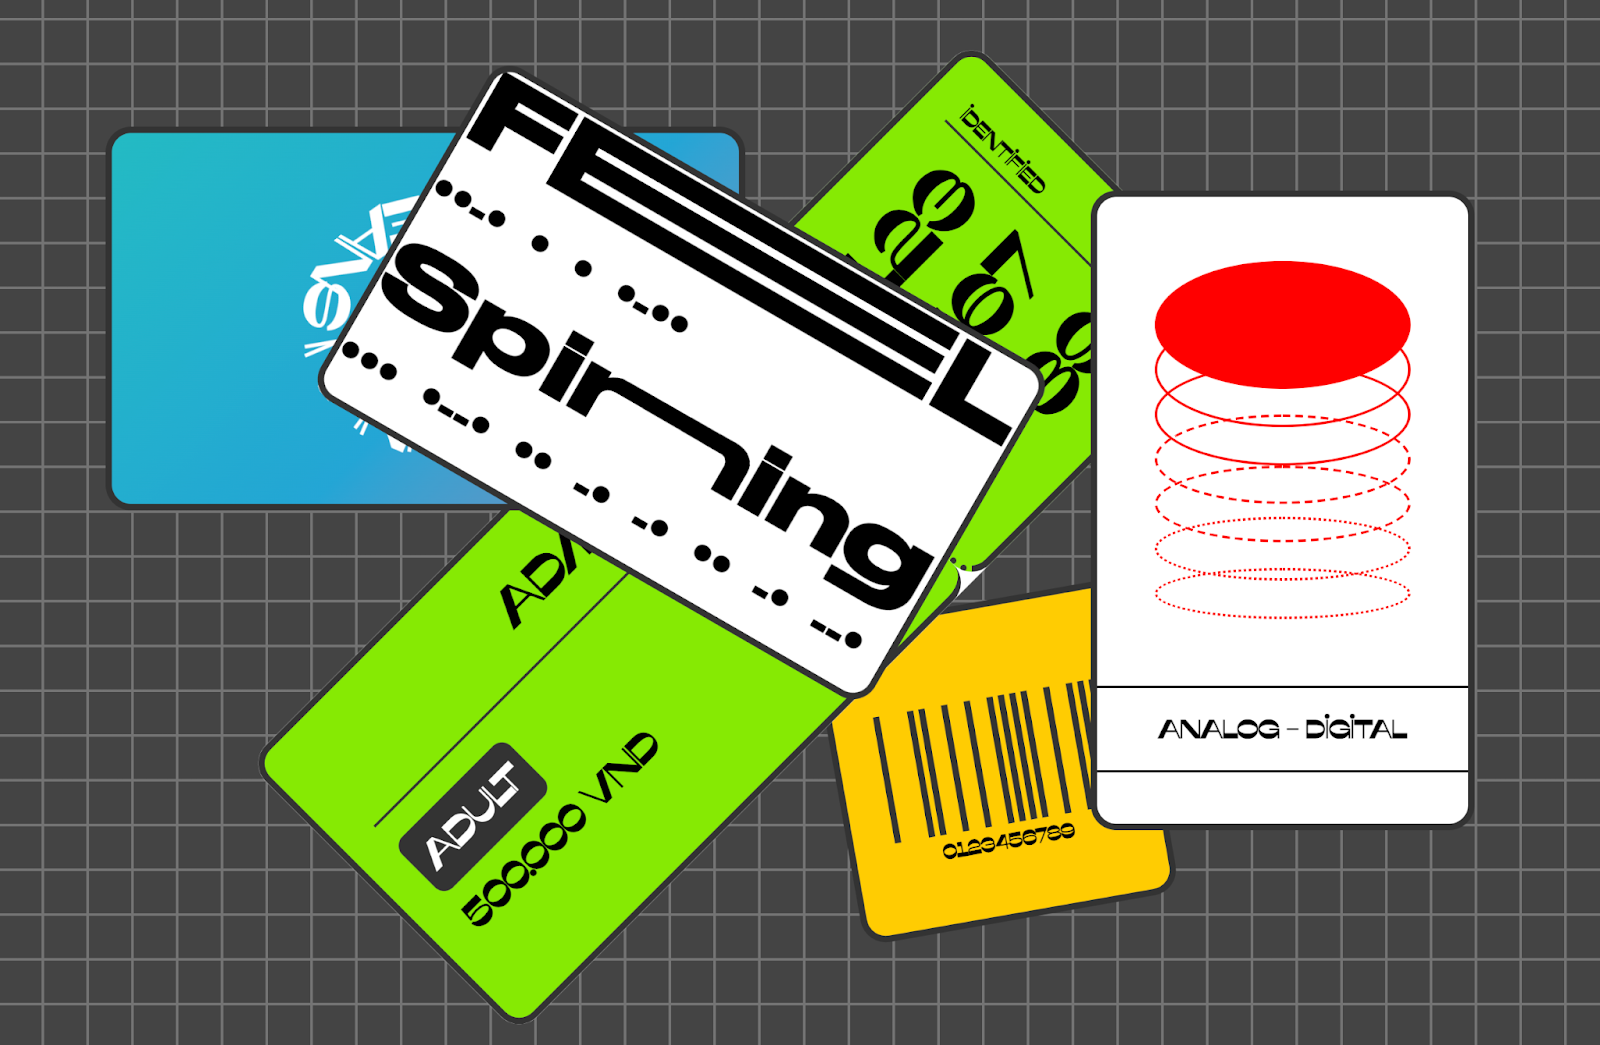 FEEL
..-. . . .-..
Spinning
... .--. .. -. -. .. -. --.
IDENTIFIED
ADULT
500.000 VND
0123456789
ANALOG – DIGITAL